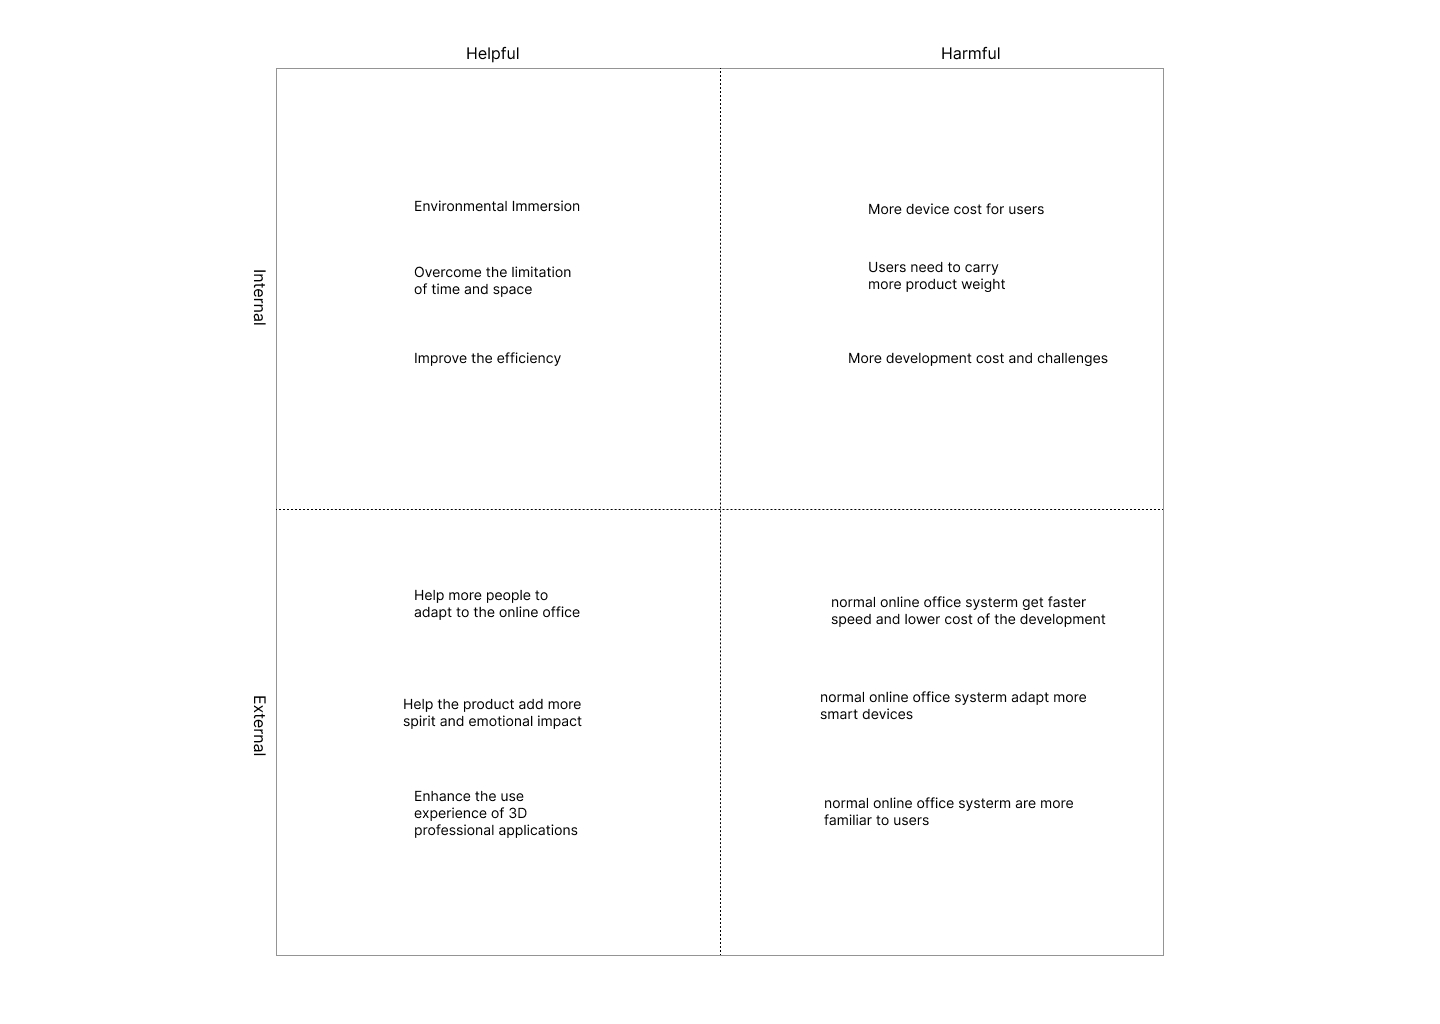 Helpful
Harmful
Internal
Environmental Immersion
Overcome the limitation
of time and space
Improve the efficiency
More device cost for users
Users need to carry
more product weight
More development cost and challenges
External
Help more people to
adapt to the online office
Help the product add more
spirit and emotional impact
Enhance the use
experience of 3D
professional applications
normal online office systerm get faster
speed and lower cost of the development
normal online office systerm adapt more
smart devices
normal online office systerm are more
familiar to users